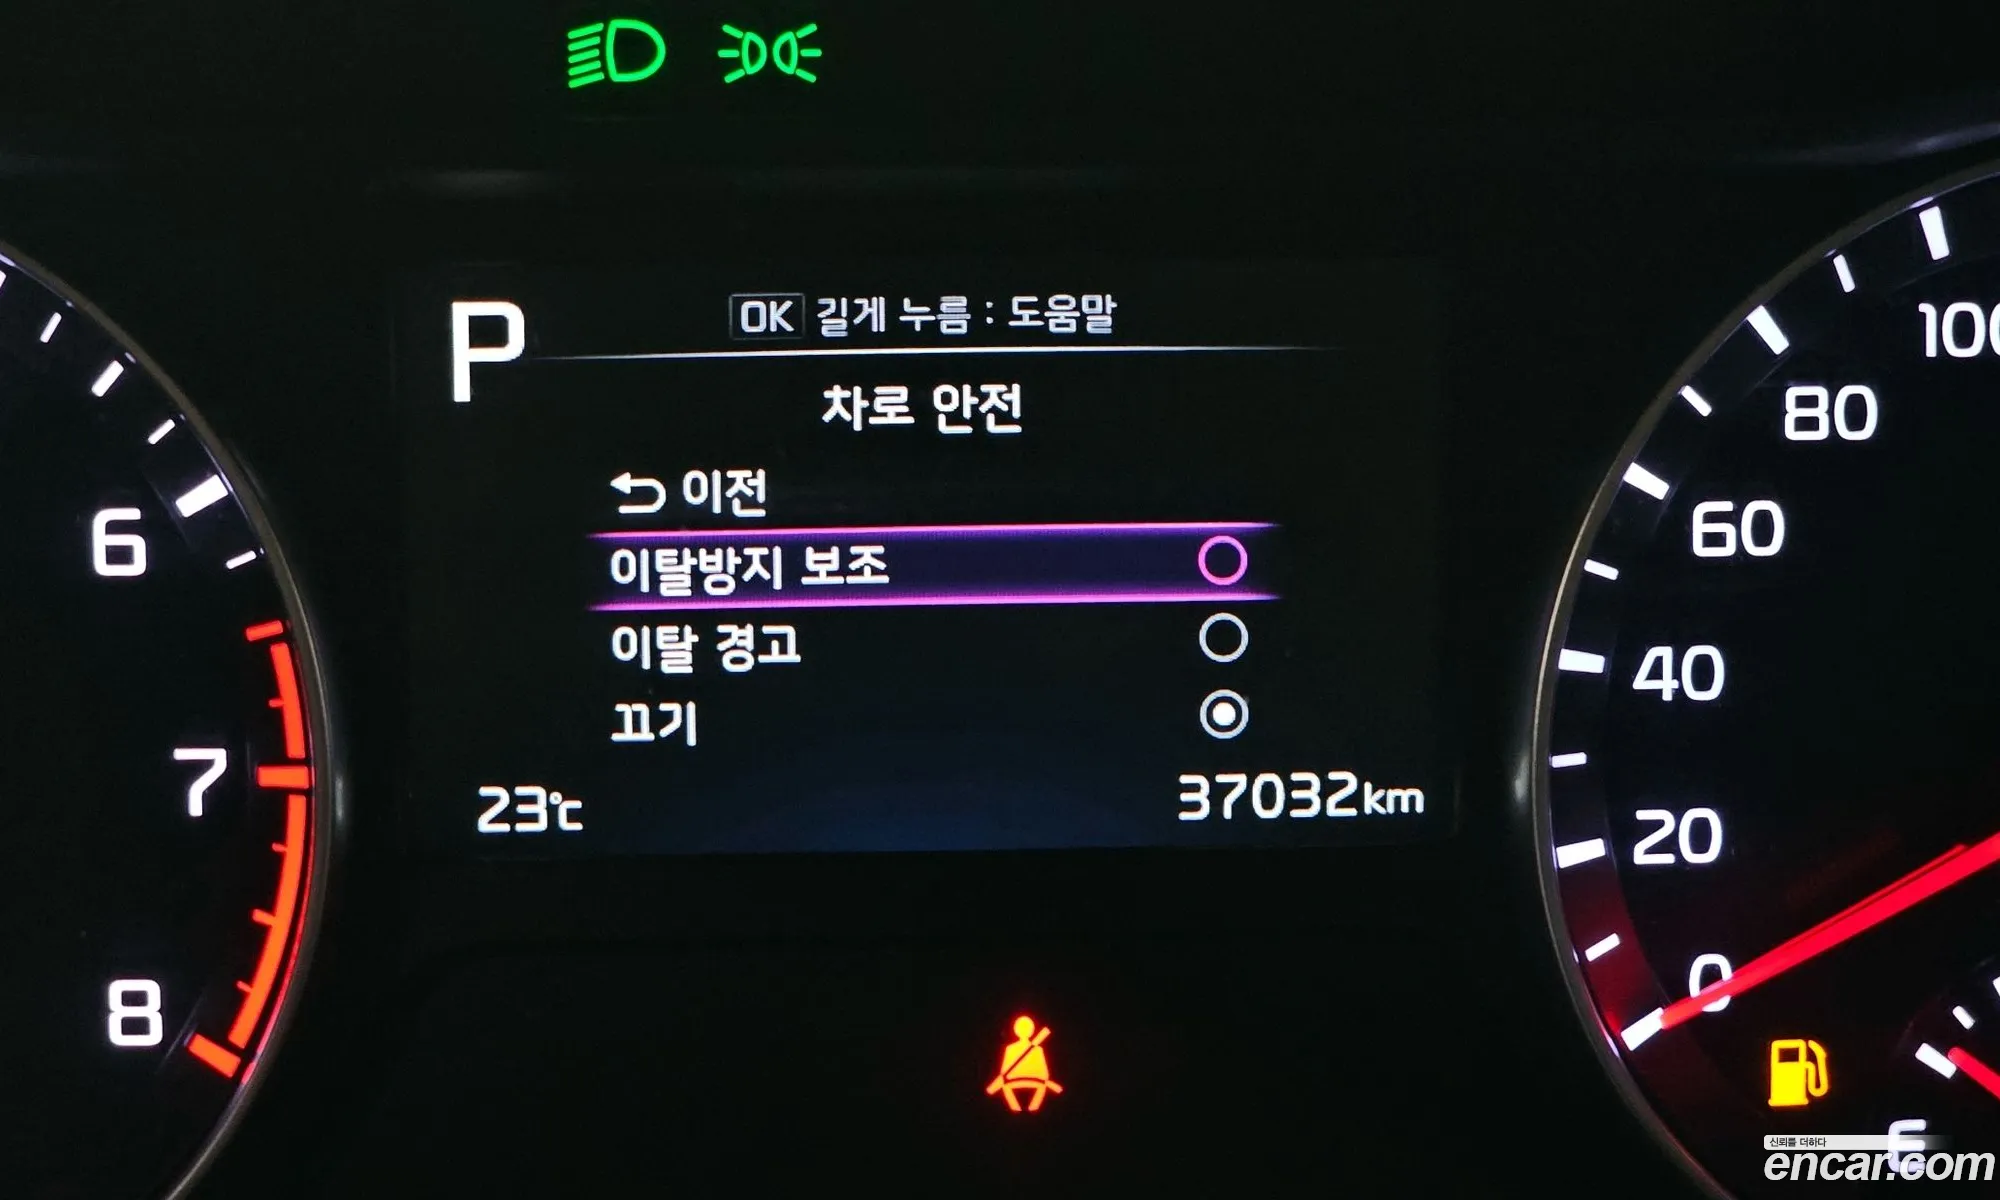 P
OK 길게 누름 : 도움말
차로 안전
이전
이탈방지 보조
이탈 경고
끄기
23℃
37032km
6
7
8
100
80
60
40
20
0
E
신뢰를 더하다
encar.com